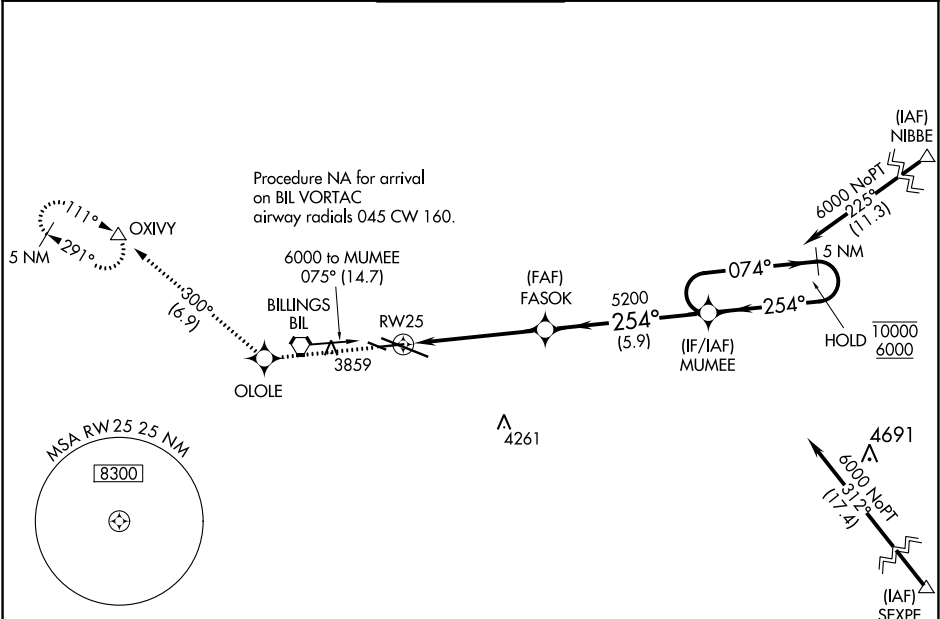 (IAF)
NIBBE
6000 NoPT
225°
(11.3)
Procedure NA for arrival
on BIL VORTAC
airway radials 045 CW 160.
111°
OXIVY
291°
5 NM
6000 to MUMEE
075° (14.7)
5 NM
074°
254°
HOLD
10000
6000
(FAF)
FASOK
5200
254°
(5.9)
(IF/IAF)
MUMEE
300°
(6.9)
BILLINGS
BIL
RW25
3859
OLOLE
4261
MSA RW25 25 NM
8300
4691
6000 NoPT
312°
(17.4)
(IAF)